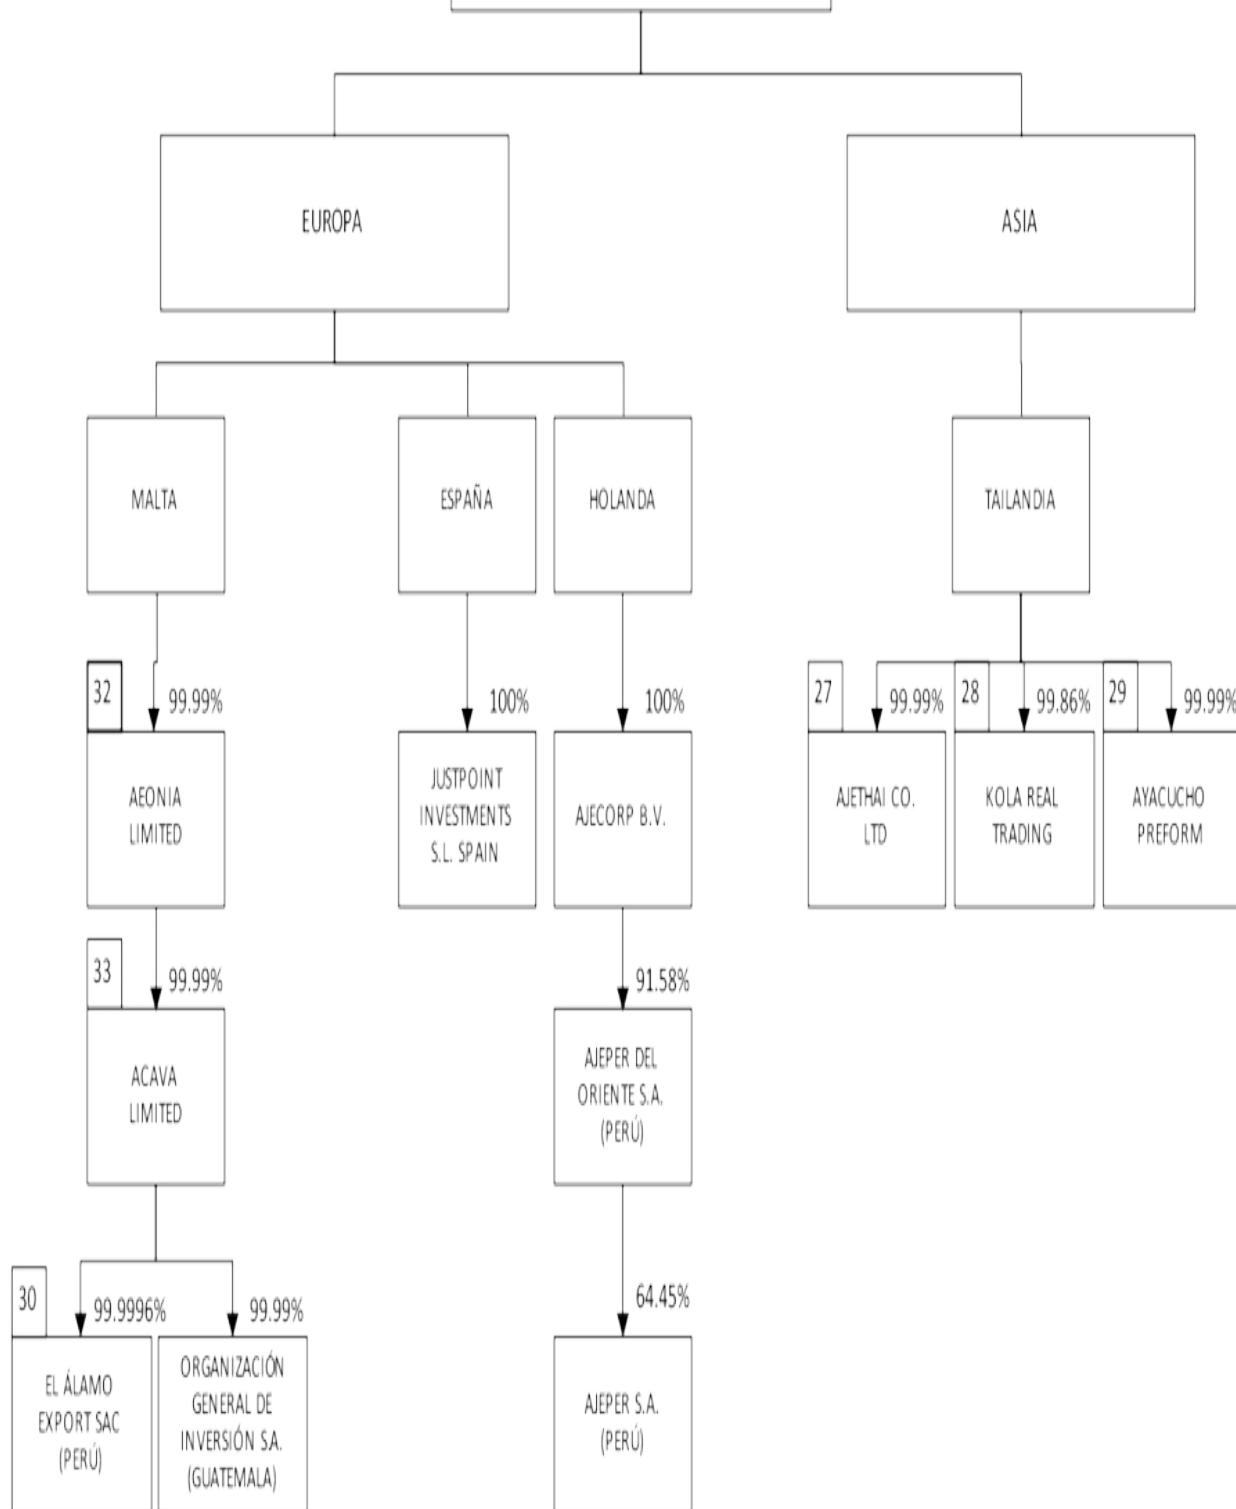 EUROPA
ASIA
MALTA
ESPAÑA
HOLANDA
TAILANDIA
32
99.99%
100%
100%
27
99.99%
28
99.86%
29
99.99%
AEONIA
LIMITED
JUSTPOINT
INVESTMENTS
S.L. SPAIN
AJECORP B.V.
AJETHAI CO.
LTD
KOLA REAL
TRADING
AYACUCHO
PREFORM
33
99.99%
91.58%
ACAVA
LIMITED
AJEPER DEL
ORIENTE S.A.
(PERÚ)
30
99.9996%
99.99%
64.45%
EL ÁLAMO
EXPORT SAC
(PERÚ)
ORGANIZACIÓN
GENERAL DE
INVERSIÓN S.A.
(GUATEMALA)
AJEPER S.A.
(PERÚ)